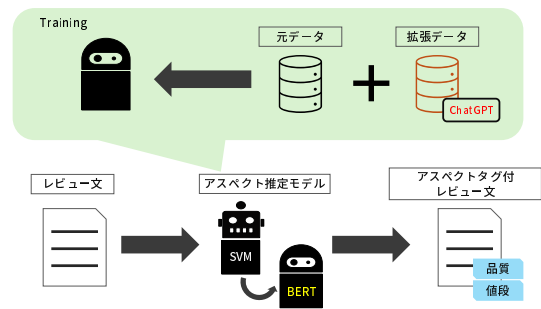 Training
元データ
拡張データ
ChatGPT
レビュー文
アスペクト推定モデル
アスペクトタグ付
レビュー文
SVM
BERT
品質
値段